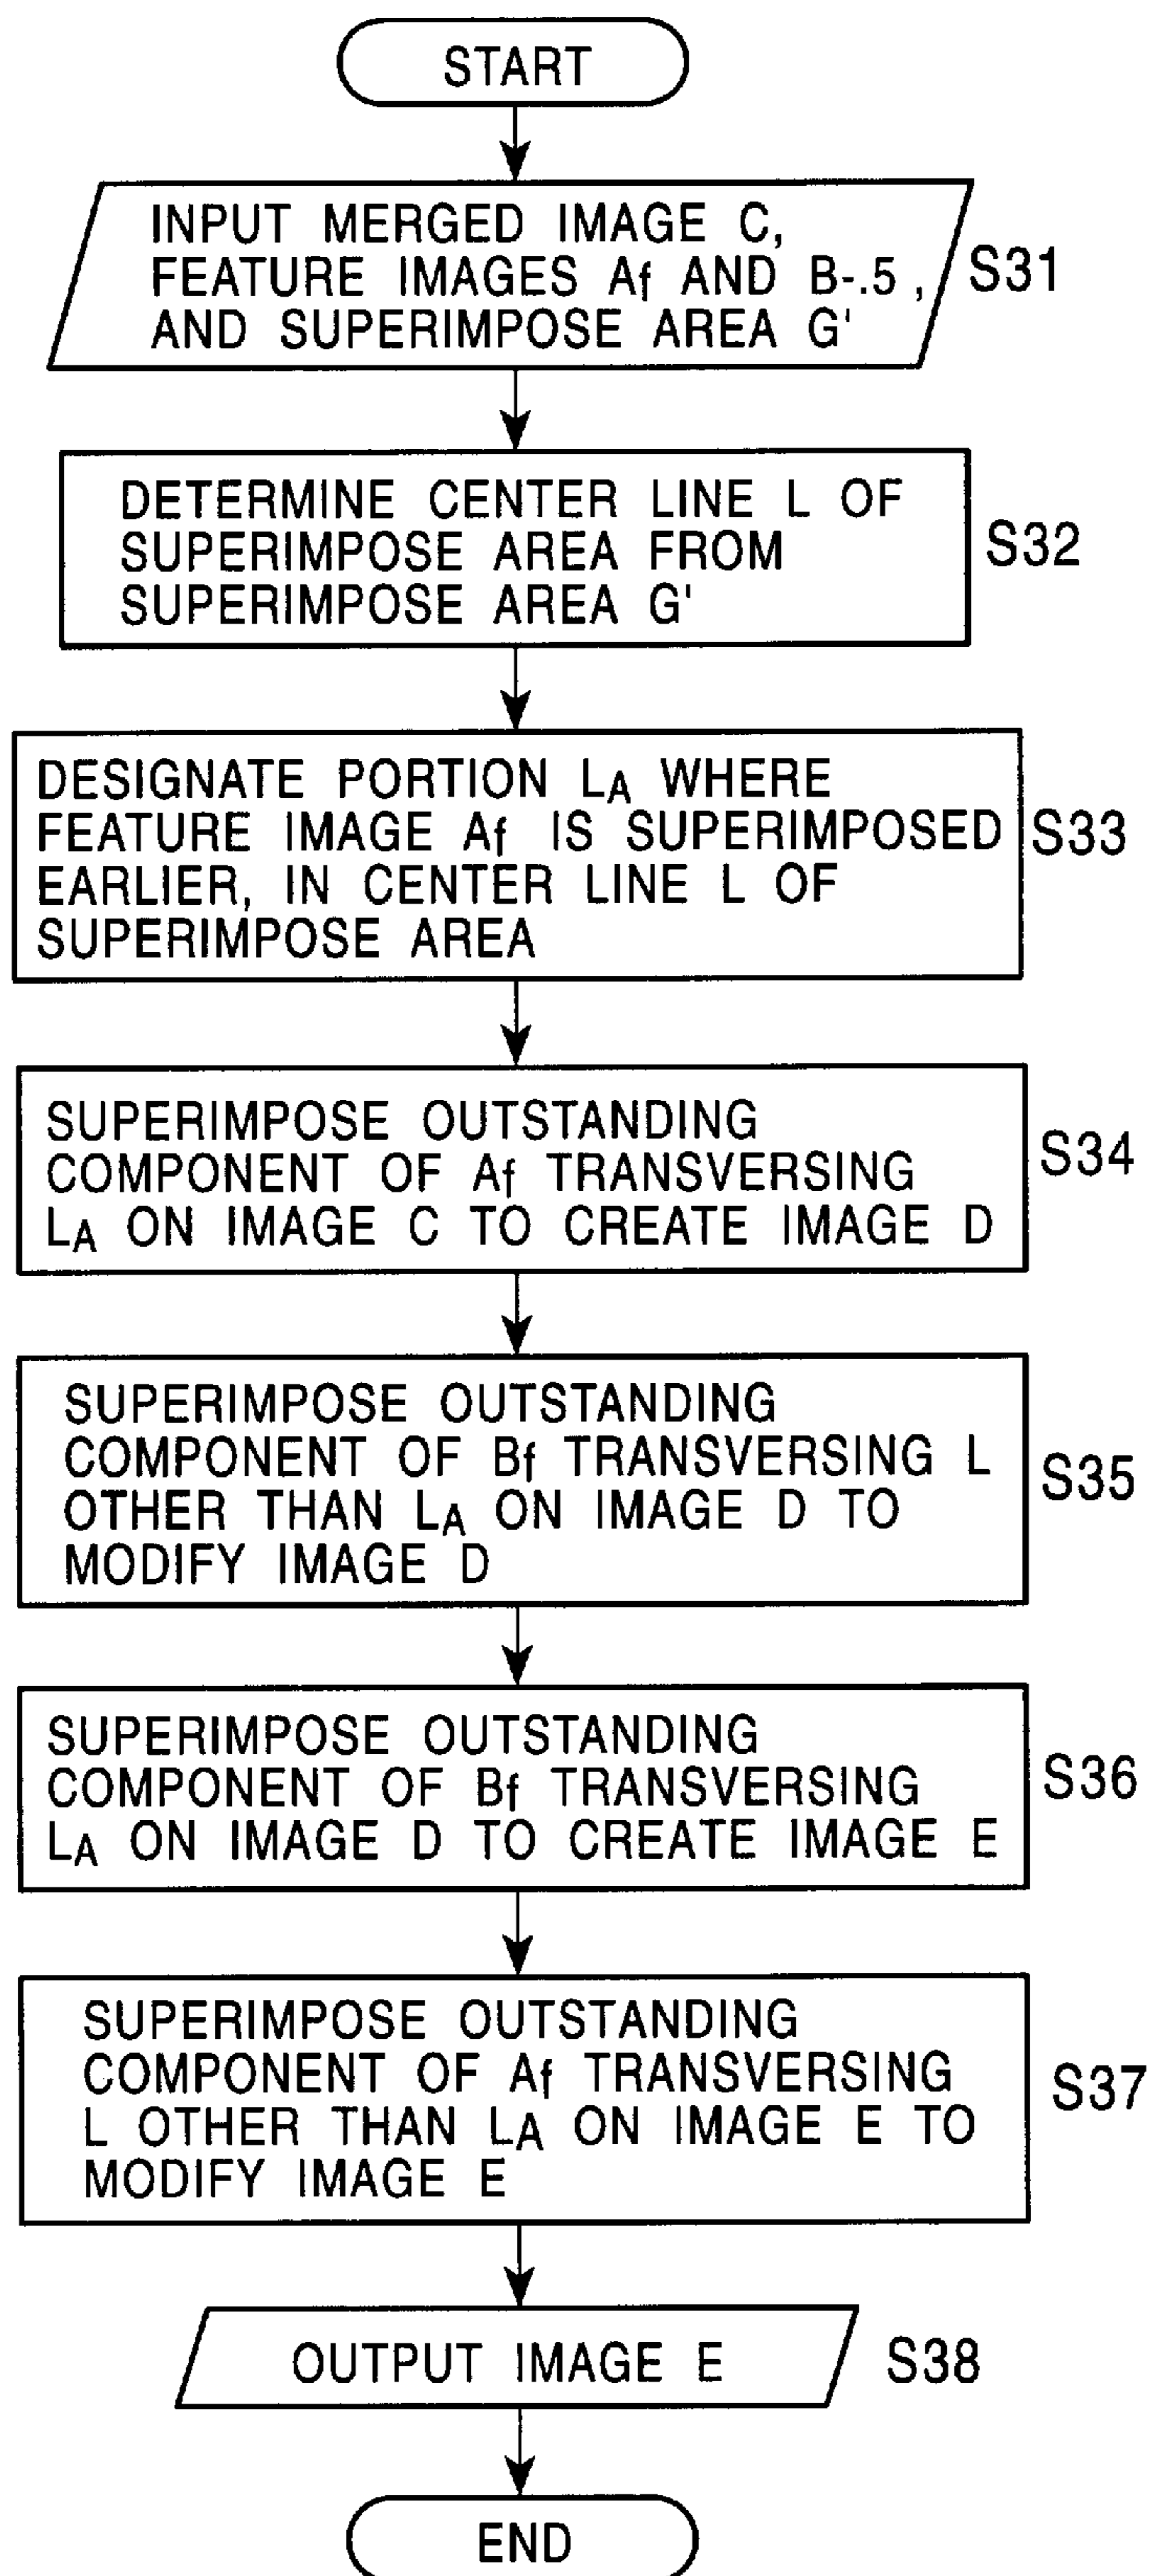 START
INPUT MERGED IMAGE C,
FEATURE IMAGES Af AND B-.5 ,
AND SUPERIMPOSE AREA G'
S31
DETERMINE CENTER LINE L OF
SUPERIMPOSE AREA FROM
SUPERIMPOSE AREA G'
S32
DESIGNATE PORTION LA WHERE
FEATURE IMAGE Af IS SUPERIMPOSED
EARLIER, IN CENTER LINE L OF
SUPERIMPOSE AREA
S33
SUPERIMPOSE OUTSTANDING
COMPONENT OF Af TRANSVERSING
LA ON IMAGE C TO CREATE IMAGE D
S34
SUPERIMPOSE OUTSTANDING
COMPONENT OF Bf TRANSVERSING L
OTHER THAN LA ON IMAGE D TO
MODIFY IMAGE D
S35
SUPERIMPOSE OUTSTANDING
COMPONENT OF Bf TRANSVERSING
LA ON IMAGE D TO CREATE IMAGE E
S36
SUPERIMPOSE OUTSTANDING
COMPONENT OF Af TRANSVERSING
L OTHER THAN LA ON IMAGE E TO
MODIFY IMAGE E
S37
OUTPUT IMAGE E
S38
END